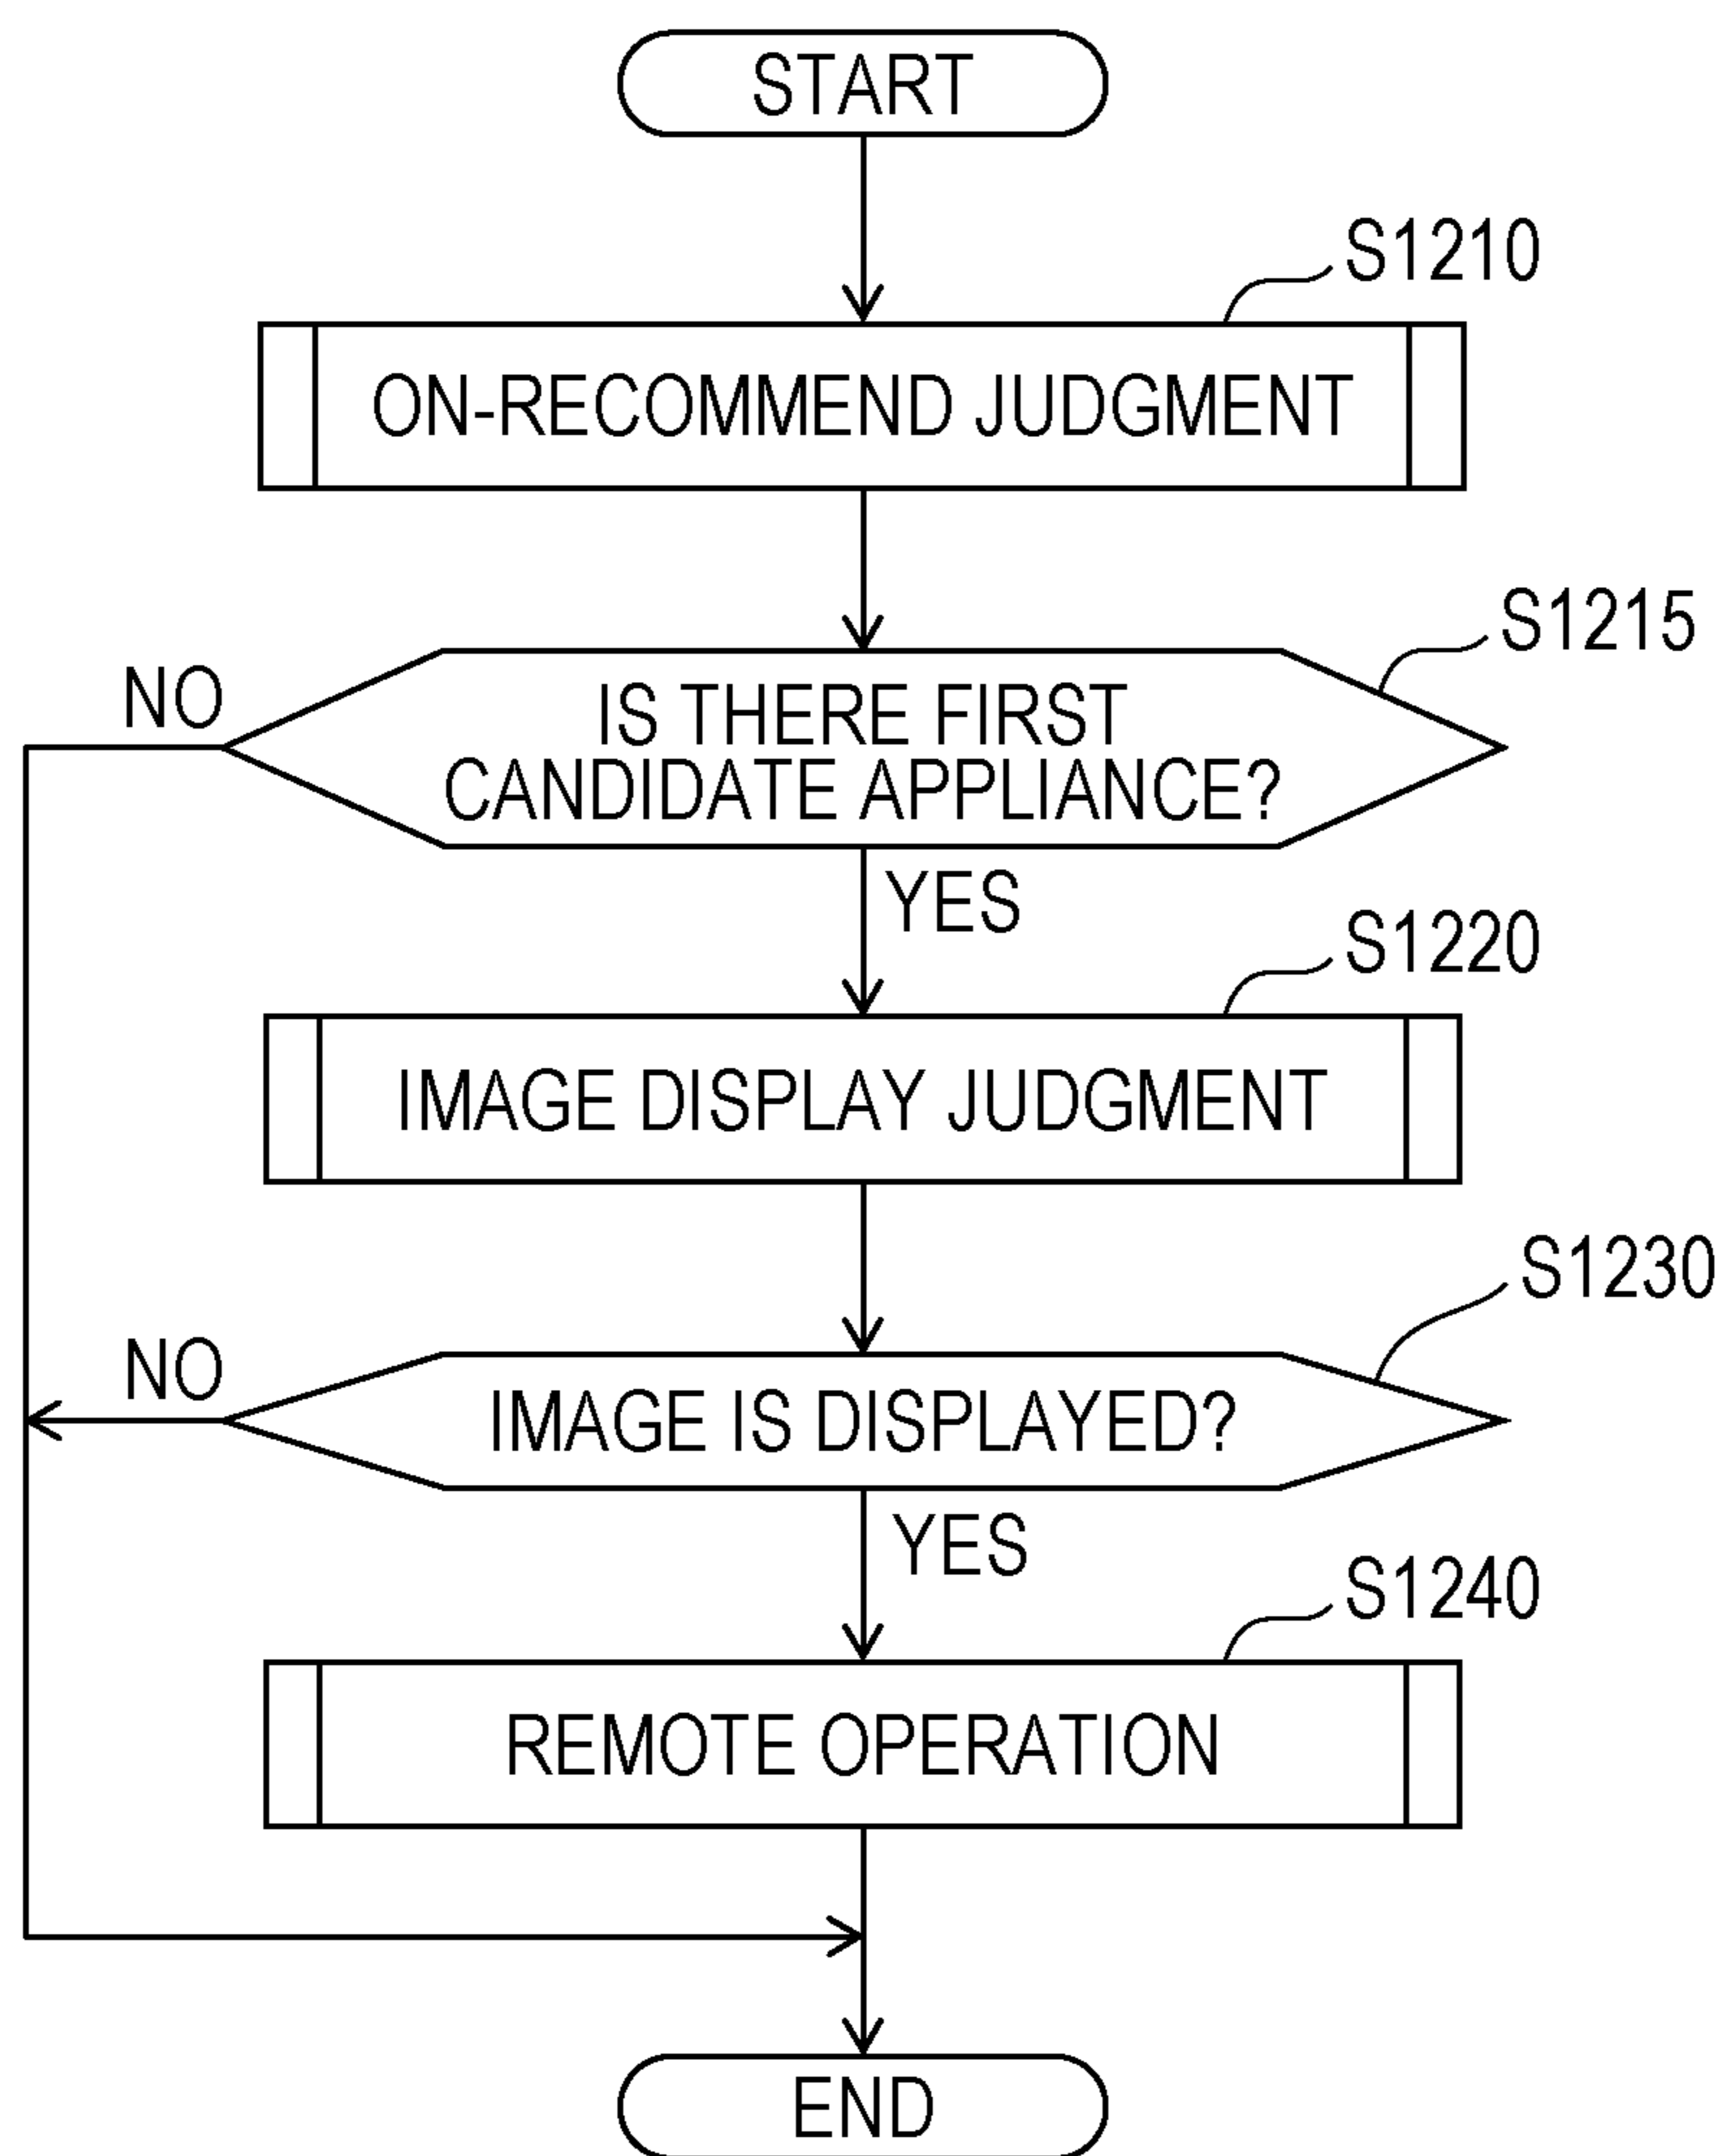 START
S1210
ON-RECOMMEND JUDGMENT
S1215
NO
IS THERE FIRST
CANDIDATE APPLIANCE?
YES
S1220
IMAGE DISPLAY JUDGMENT
S1230
NO
IMAGE IS DISPLAYED?
YES
S1240
REMOTE OPERATION
END